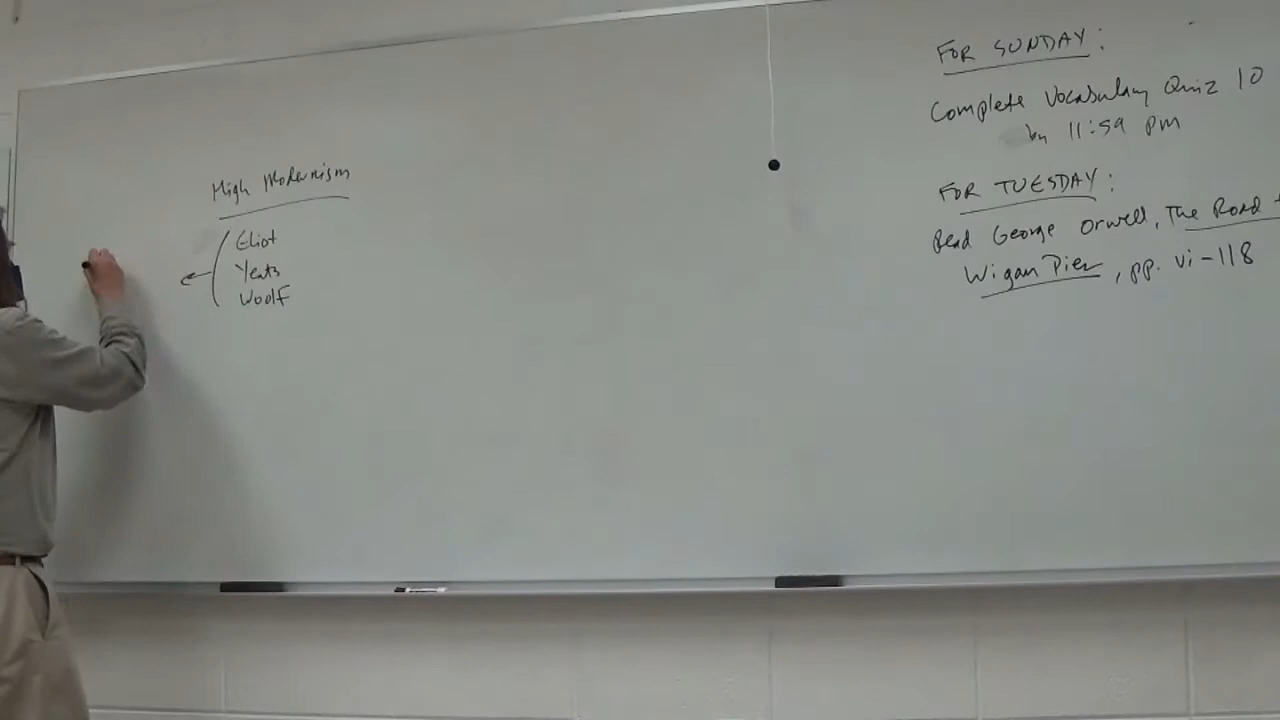 High Modernism
Eliot
Yeats
Woolf
FOR SUNDAY:
Complete Vocabulary Quiz 10
by 11:59 pm
FOR TUESDAY:
Read George Orwell, The Road
Wigan Pier, pp. vi-118